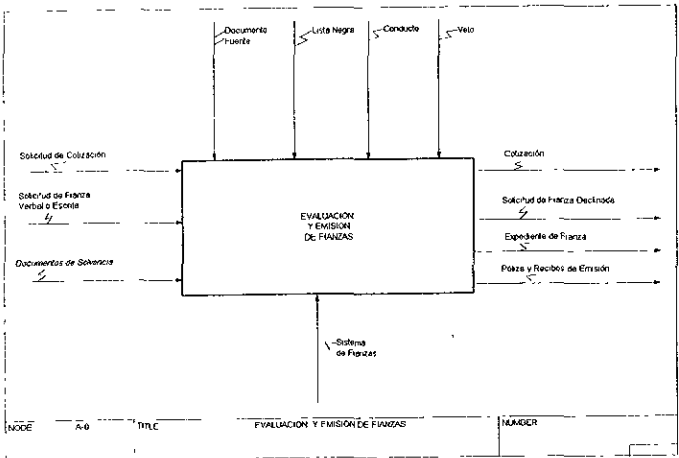 Documento
Fuente
Lista Negra
Conducto
Veto
Solicitud de Cotización
Cotización
Solicitud de Fianza
Verbal o Escrita
Solicitud de Fianza Declinada
EVALUACION
Y EMISION
DE FIANZAS
Expediente de Fianza
Documentos de Solvencia
Poliza y Recibos de Emisión
Sistema
de Fianzas
NODE A-0 TITLE EVALUACION Y EMISION DE FIANZAS NUMBER